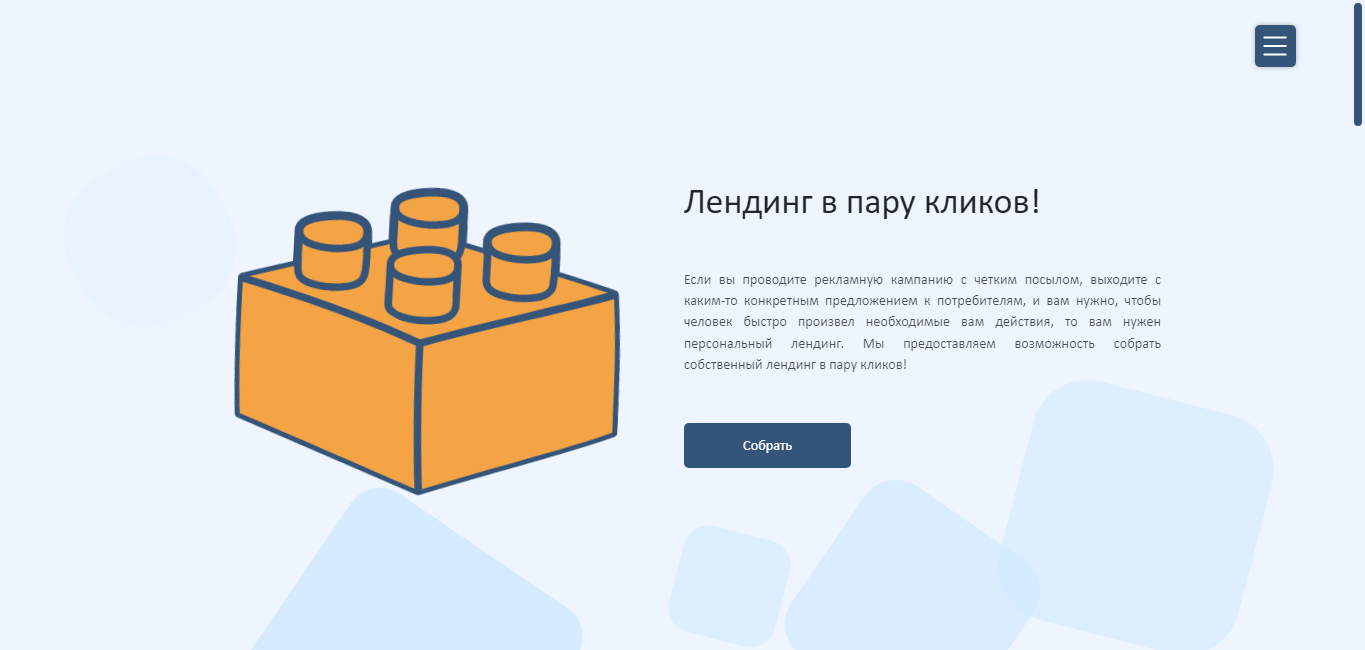 Лендинг в пару кликов!
Если вы проводите рекламную кампанию с четким посылом, выходите с
каким-то конкретным предложением к потребителям, и вам нужно, чтобы
человек быстро произвел необходимые вам действия, то вам нужен
персональный лендинг. Мы предоставляем возможность собрать
собственный лендинг в пару кликов!
Собрать